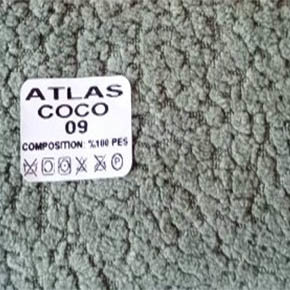 ATLAS
COCO
09
COMPOSITION: %100 PES
P